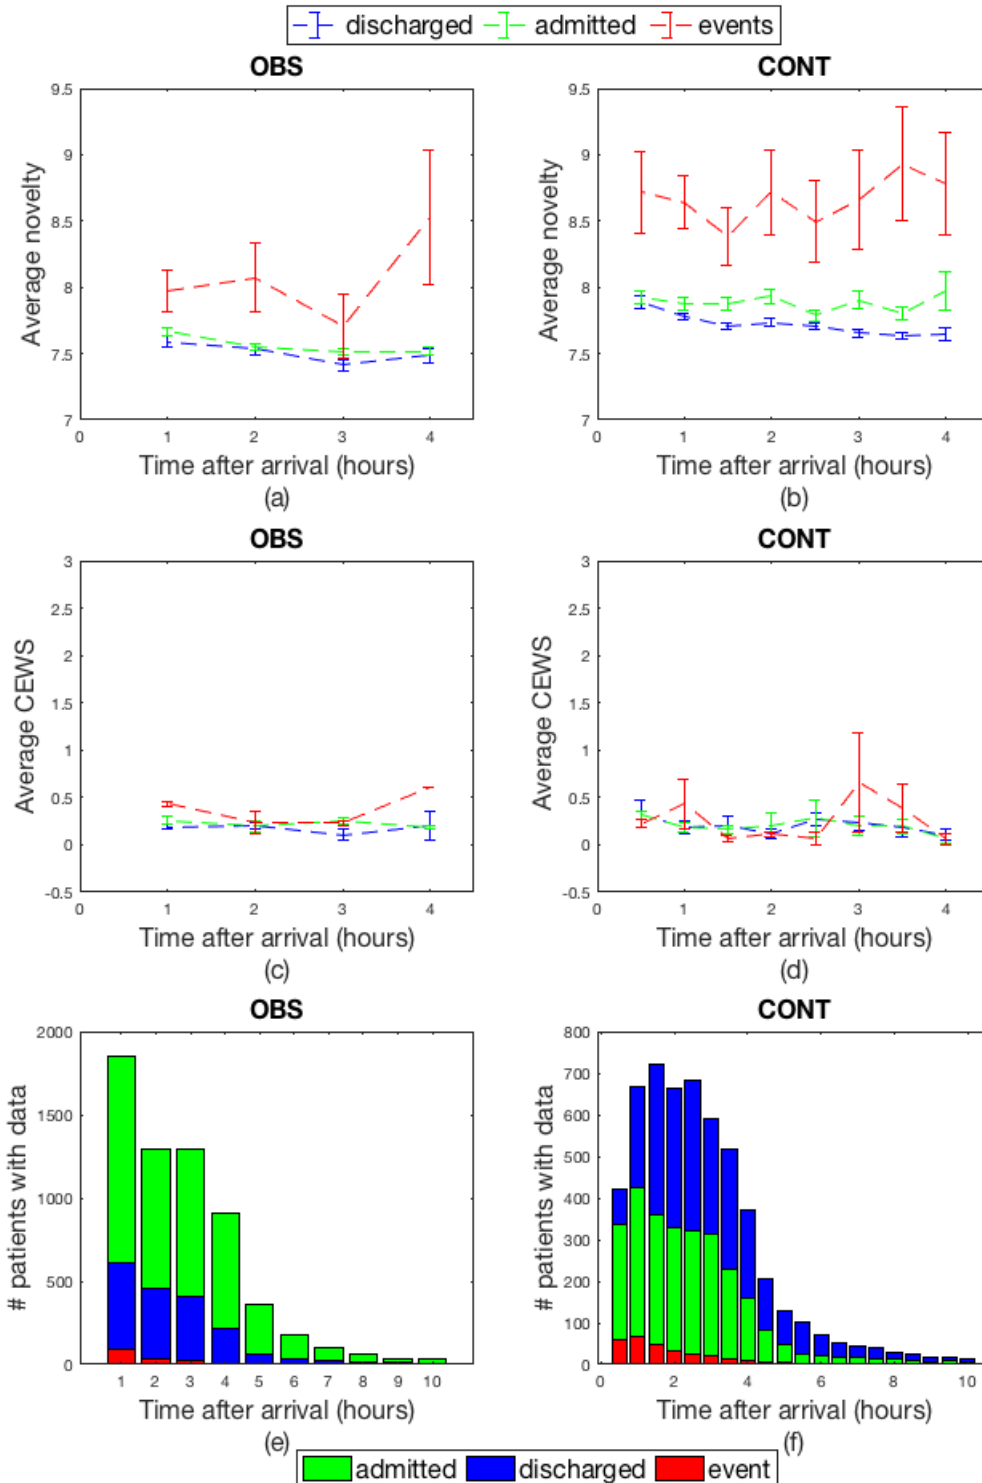 discharged admitted events
OBS CONT
9.5 9.5
9 9
8.5 8.5
8 8
7.5 7.5
7 7
Average novelty Average novelty
0 1 2 3 4 0 1 2 3 4
Time after arrival (hours) Time after arrival (hours)
(a) (b)
OBS CONT
3 3
2.5 2.5
2 2
1.5 1.5
1 1
0.5 0.5
0 0
-0.5 -0.5
Average CEWS Average CEWS
0 1 2 3 4 0 1 2 3 4
Time after arrival (hours) Time after arrival (hours)
(c) (d)
OBS CONT
2000 800
1500 700
1000 600
500 500
0 400
300
200
100
0
# patients with data # patients with data
1 2 3 4 5 6 7 8 9 10 0 2 4 6 8 10
Time after arrival (hours) Time after arrival (hours)
(e) (f)
admitted discharged event